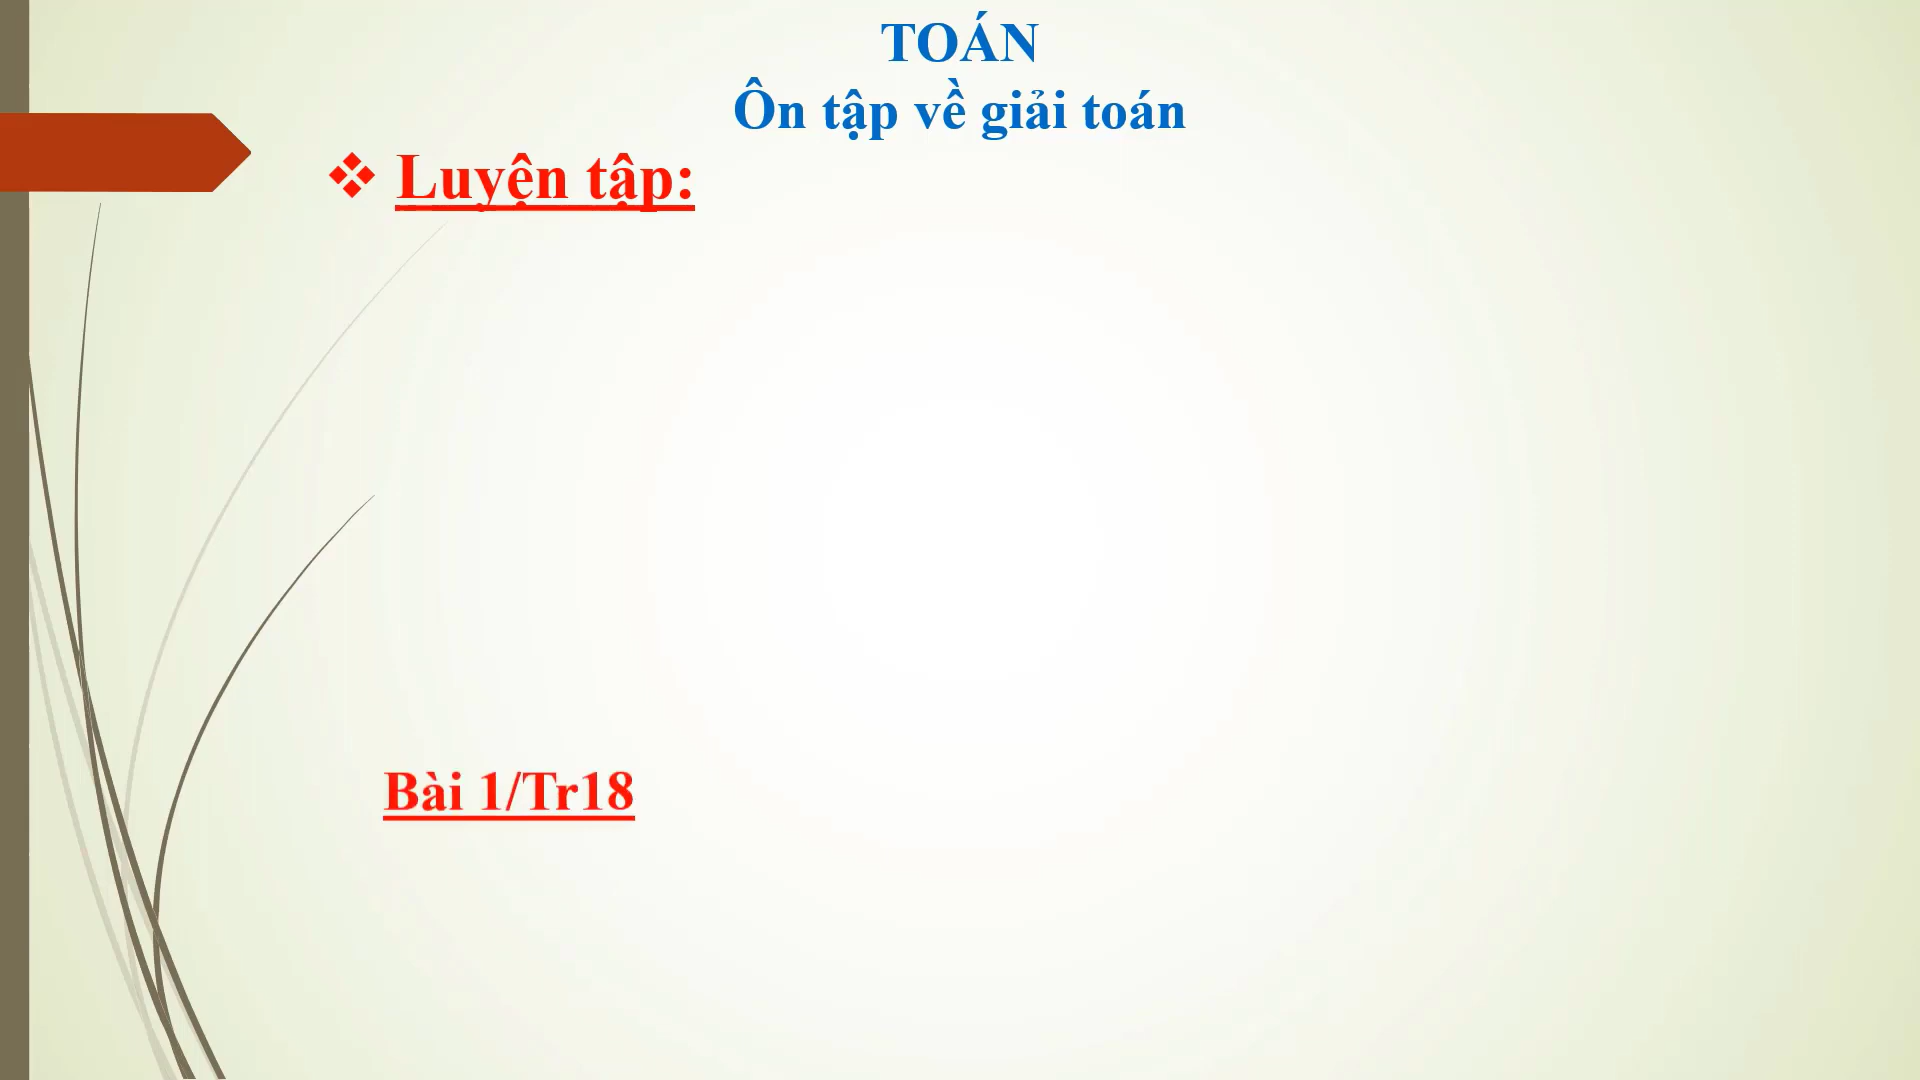 TOÁN
Ôn tập về giải toán
❖ Luyện tập:
Bài 1/Tr18